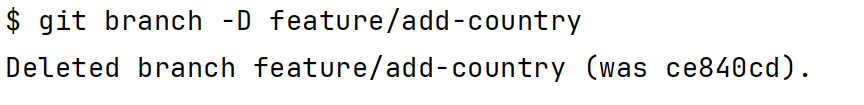 $ git branch -D feature/add-country
Deleted branch feature/add-country (was ce840cd).